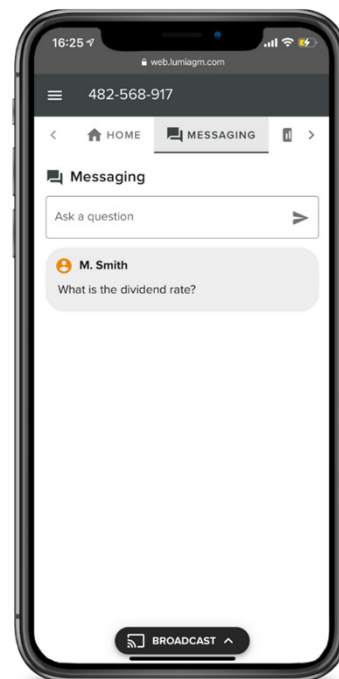 16:25
web.lumiagm.com
482-568-917
HOME
MESSAGING
Messaging
Ask a question
M. Smith
What is the dividend rate?
BROADCAST